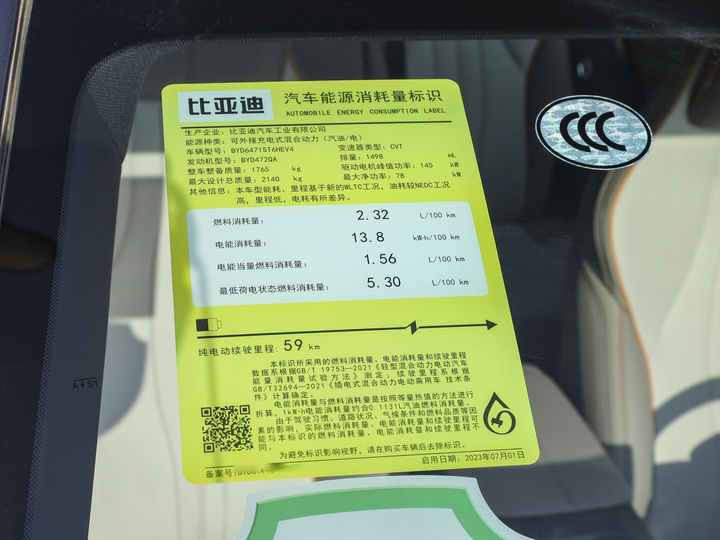 比亚迪
汽车能源消耗量标识
AUTOMOBILE ENERGY CONSUMPTION LABEL
生产企业：比亚迪汽车工业有限公司
能源种类：可外接充电式混合动力（汽油/电）
车辆型号：BYD6471ST6HEV4 变速器类型：CVT
发动机型号：BYD472QA 排量：1498 mL
整车整备质量：1765 kg 驱动电机峰值功率：145 kW
最大设计总质量：2140 kg 最大净功率：78 kW
其他信息：本车型能耗、里程基于新的WLTC工况，油耗较NEDC工况
高，里程低，电耗有所差异。
燃料消耗量： 2.32 L/100 km
电能消耗量： 13.8 kW·h/100 km
电能当量燃料消耗量： 1.56 L/100 km
最低荷电状态燃料消耗量： 5.30 L/100 km
纯电动续驶里程：59 km
本标识所采用的燃料消耗量、电能消耗量和续驶里程
数据系根据GB/T 19753—2021《轻型混合动力电动汽车
能量消耗量试验方法》测定；续驶里程系根据
GB/T32694—2021《插电式混合动力电动乘用车 技术条
件》计算确定。
电能消耗量与燃料消耗量是按照等量热值的方法进行
折算，1kW·h电能消耗量约合0.1131L汽油燃料消耗量。
由于驾驶习惯、道路状况、气候条件和燃料品质等因
素的影响，实际燃料消耗量、电能消耗量和续驶里程可
能与本标识的燃料消耗量、电能消耗量和续驶里程不
同。
为避免标识影响视野，请在购买车辆后去除标识。
备案号：
启用日期：2023年07月01日
CCC
AS1